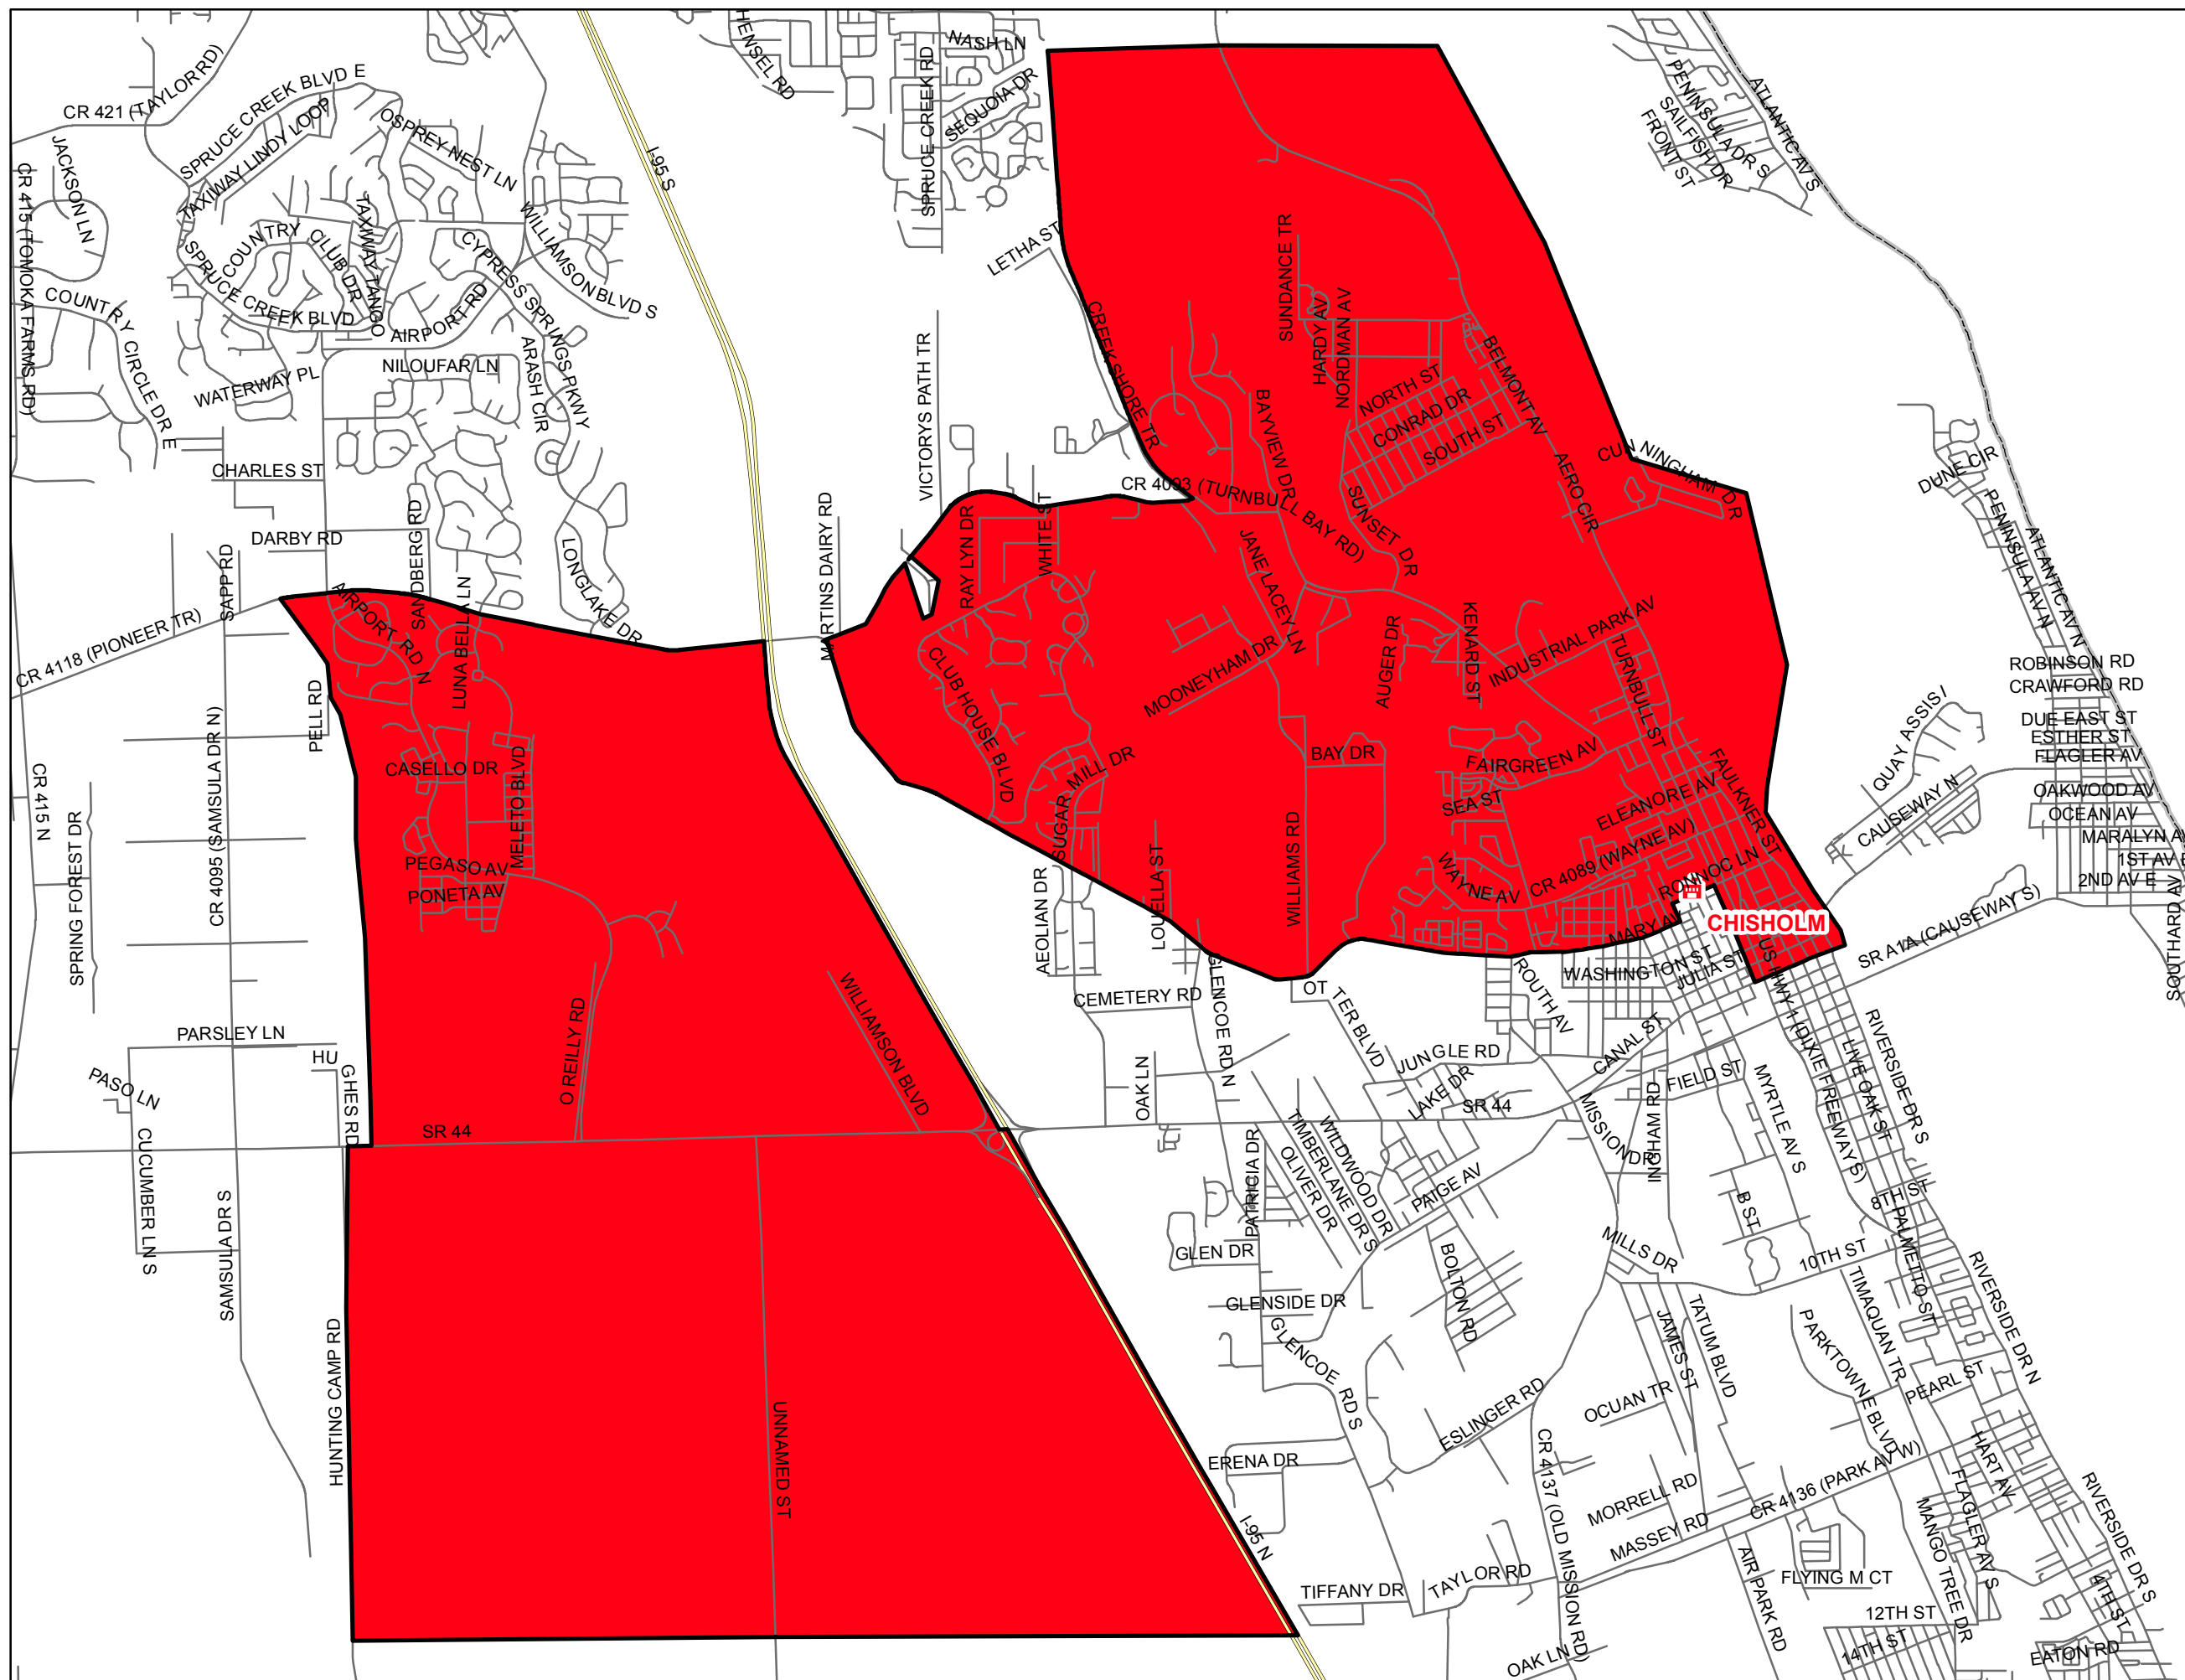 HENSEL RD
NASH LN
SPRUCE CREEK RD
SEQUOIA DR
CR 421 (TAYLOR RD)
SPRUCE CREEK BLVD E
TAXIWAY LINDY LOOP
OSPREY NEST LN
JACKSON LN
CR 415 (TOMOKA FARMS RD)
I-95 S
PENINSULA DR S
SAILFISH DR
FRONT ST
ATLANTIC AV S
TAXIWAY TANGO
COUNTRY CLUB DR
SPRUCE CREEK BLVD
WILLIAMSON BLVD S
CYPRESS SPRINGS PKWY
AIRPORT RD
COUNTRY CIRCLE DR E
LETHA ST
SUNDANCE TR
HARDY AV
NORDMAN AV
CREEK SHORE TR
ARASH CIR
NILOUFAR LN
WATERWAY PL
VICTORYS PATH TR
BELMONT AV
NORTH ST
CONRAD DR
SOUTH ST
BAYVIEW DR
CHARLES ST
CR 4093 (TURNBULL BAY RD)
SUNSET DR
AERO CIR
CUNNINGHAM DR
DUNE CIR
PENINSULA AV N
ATLANTIC AV N
SANDBERG RD
DARBY RD
SAPP RD
LONGLAKE DR
MARTINS DAIRY RD
RAY LYN DR
WHITE ST
JANE LACEY LN
AIRPORT RD N
LUNA BELLA LN
CR 4118 (PIONEER TR)
CLUB HOUSE BLVD
MOONEYHAM DR
AUGER DR
KENARD ST
INDUSTRIAL PARK AV
TURNBULL ST
ROBINSON RD
CRAWFORD RD
DUE EAST ST
ESTHER ST
FLAGLER AV
OAKWOOD AV
OCEAN AV
MARALYN AV
1ST AV E
2ND AV E
QUAY ASSISI
CAUSEWAY N
PELL RD
CR 4095 (SAMSULA DR N)
CR 415 N
SPRING FOREST DR
CASELLO DR
MELETO BLVD
PEGASO AV
PONETA AV
SUGAR MILL DR
BAY DR
FAIRGREEN AV
SEA ST
ELEANORE AV
FAULKNER ST
CR 4089 (WAYNE AV)
WAYNE AV
RONNOC LN
CHISHOLM
MARY AV
WASHINGTON ST
JULIA ST
US HWY 1 (DIXIE FREEWAY S)
SR A1A (CAUSEWAY S)
SOUTHARD AV
AEOLIAN DR
LOUELLA ST
WILLIAMS RD
CEMETERY RD
GLENCOE RD N
OTTER BLVD
ROUTH AV
CANAL ST
RIVERSIDE DR S
LIVE OAK ST
PARSLEY LN
HUGHES RD
PASO LN
CUCUMBER LN S
SAMSULA DR S
O REILLY RD
WILLIAMSON BLVD
SR 44
OAK LN
JUNGLE RD
LAKE DR
SR 44
FIELD ST
MYRTLE AV S
MISSION DR
INGHAM RD
PATRICIA DR
TIMBERLANE DR S
WILDWOOD DR
OLIVER DR
PAIGE AV
B ST
8TH ST
PALMETTO ST
GLEN DR
BOLTON RD
MILLS DR
10TH ST
RIVERSIDE DR N
GLENSIDE DR
GLENCOE RD S
JAMES ST
TATUM BLVD
TIMAQUAN TR
PARKTOWNE BLVD
PEARL ST
HUNTING CAMP RD
UNNAMED ST
OCUAN TR
ESLINGER RD
HART AV
ERENA DR
CR 4137 (OLD MISSION RD)
MORRELL RD
CR 4136 (PARK AV W)
FLAGLER AV S
RIVERSIDE DR S
I-95 N
MASSEY RD
MANGO TREE DR
AIR PARK RD
FLYING M CT
TIFFANY DR
TAYLOR RD
4TH ST
12TH ST
14TH ST
OAK LN
EATON RD